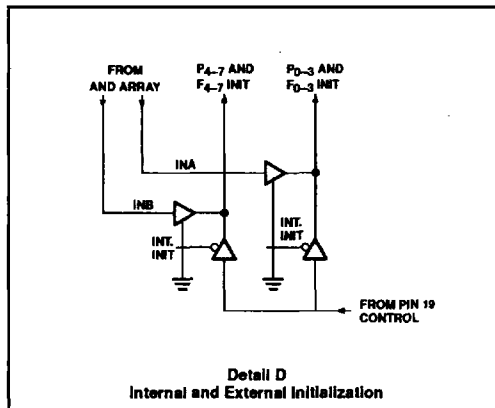 FROM
AND ARRAY
P4–7 AND
F4–7 INIT
P0–3 AND
F0–3 INIT
INA
INB
INT.
INIT
INT.
INIT
FROM PIN 19
CONTROL
Detail D
Internal and External Initialization